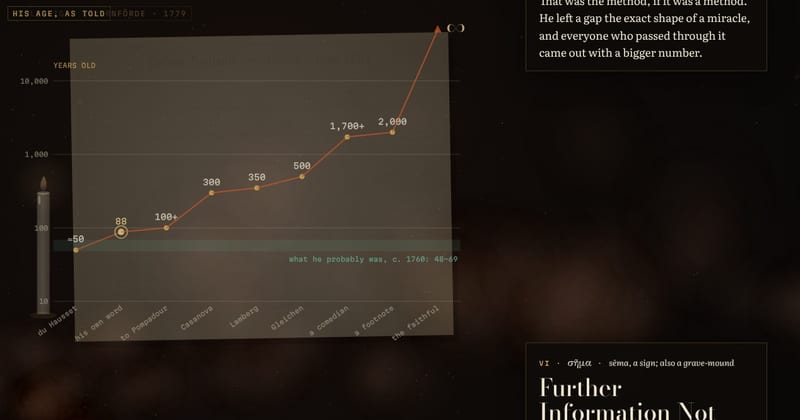 HIS AGE, AS TOLD
NFÖRDE · 1779
YEARS OLD
∞
10,000
1,000
100
10
≈50
88
100+
300
350
500
1,700+
2,000
what he probably was, c. 1760: 48–69
du Hausset
his own word
to Pompadour
Casanova
Lamberg
Gleichen
a comedian
a footnote
the faithful
That was the method, if it was a method.
He left a gap the exact shape of a miracle,
and everyone who passed through it
came out with a bigger number.
VI · σῆμα · sēma, a sign; also a grave-mound
Further
Information Not